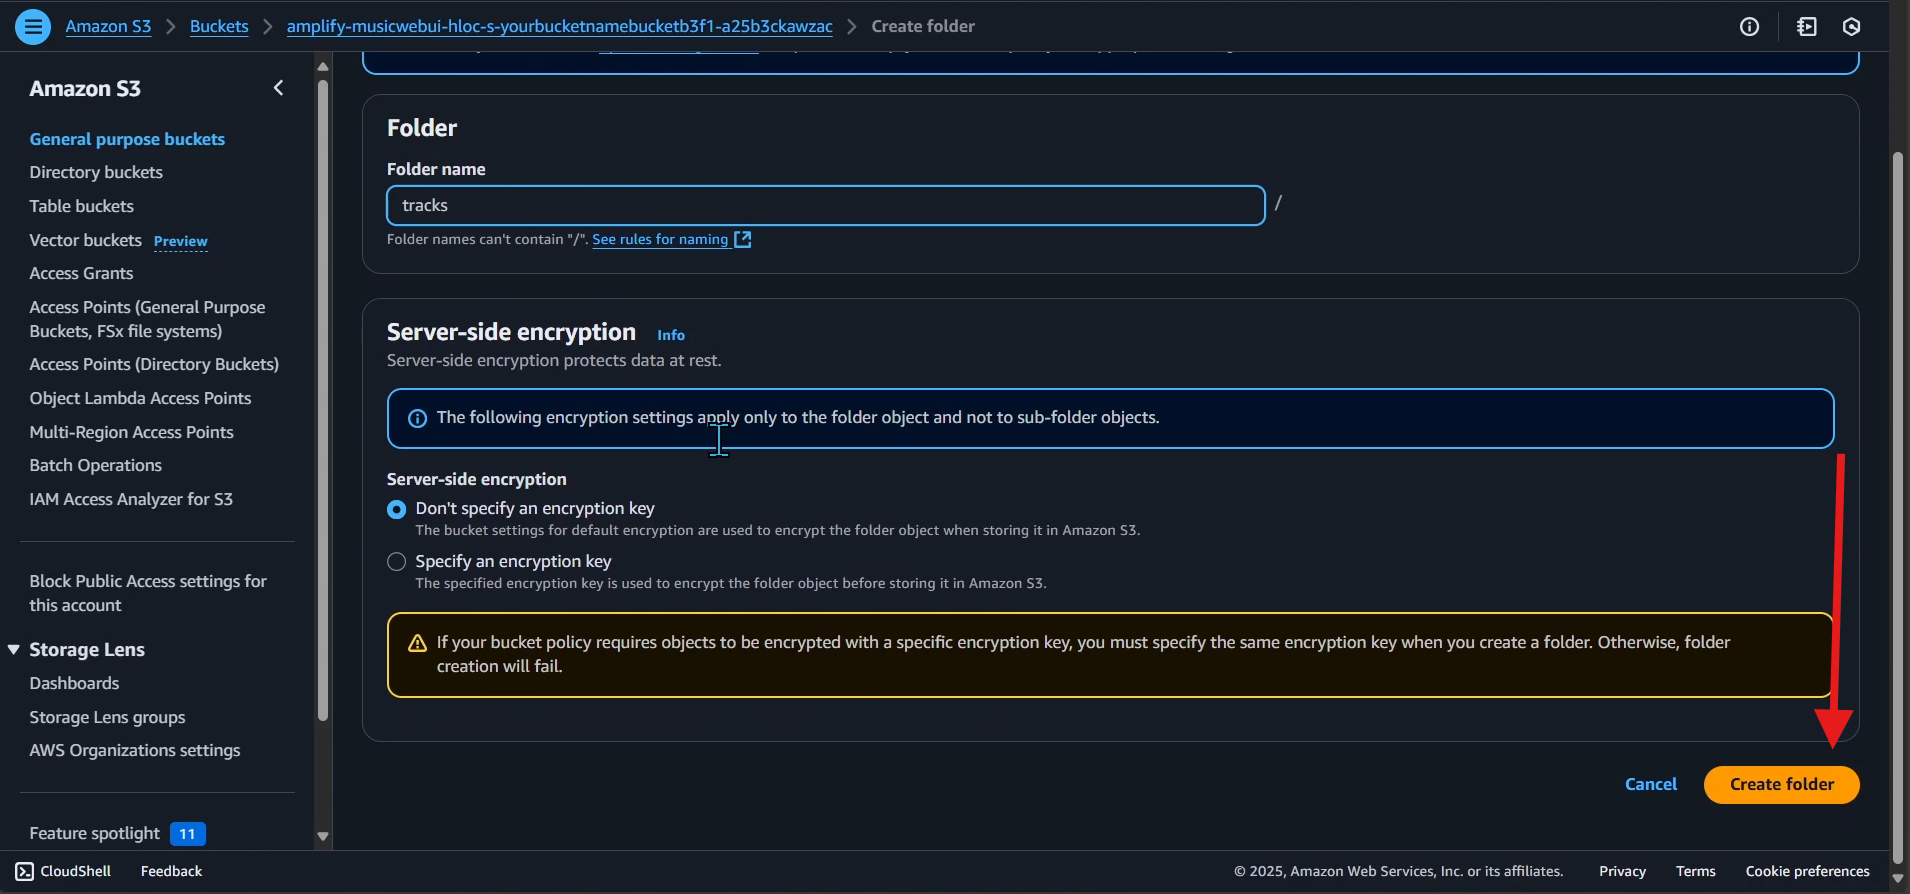 Amazon S3 > Buckets > amplify-musicwebui-hloc-s-yourbucketnamebucketb3f1-a25b3ckawzac > Create folder
Amazon S3
General purpose buckets
Directory buckets
Table buckets
Vector buckets Preview
Access Grants
Access Points (General Purpose
Buckets, FSx file systems)
Access Points (Directory Buckets)
Object Lambda Access Points
Multi-Region Access Points
Batch Operations
IAM Access Analyzer for S3
Block Public Access settings for
this account
Storage Lens
Dashboards
Storage Lens groups
AWS Organizations settings
Feature spotlight 11
Folder
Folder name
tracks /
Folder names can't contain "/". See rules for naming
Server-side encryption Info
Server-side encryption protects data at rest.
The following encryption settings apply only to the folder object and not to sub-folder objects.
Server-side encryption
Don't specify an encryption key
The bucket settings for default encryption are used to encrypt the folder object when storing it in Amazon S3.
Specify an encryption key
The specified encryption key is used to encrypt the folder object before storing it in Amazon S3.
If your bucket policy requires objects to be encrypted with a specific encryption key, you must specify the same encryption key when you create a folder. Otherwise, folder
creation will fail.
Cancel Create folder
CloudShell Feedback © 2025, Amazon Web Services, Inc. or its affiliates. Privacy Terms Cookie preferences